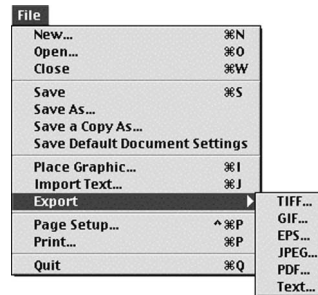 File
New... ⌘N
Open... ⌘O
Close ⌘W
Save ⌘S
Save As...
Save a Copy As...
Save Default Document Settings
Place Graphic... ⌘I
Import Text... ⌘J
Export
TIFF...
GIF...
EPS...
JPEG...
PDF...
Text...
Page Setup... ^⌘P
Print... ⌘P
Quit ⌘Q